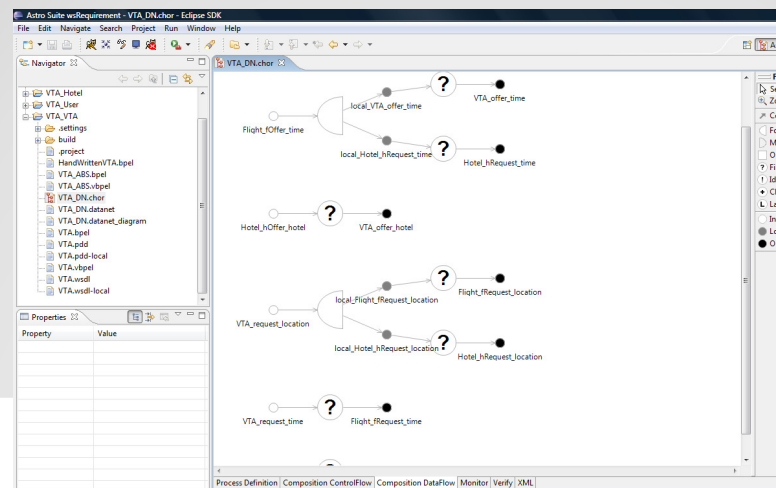 Astro Suite wsRequirement - VTA_DN.chor - Eclipse SDK
File Edit Navigate Search Project Run Window Help
Navigator
VTA_DN.chor
VTA_Hotel
VTA_User
VTA_VTA
.settings
build
.project
HandWrittenVTA.bpel
VTA_ABS.bpel
VTA_ABS.vbpel
VTA_DN.chor
VTA_DN.datanet
VTA_DN.datanet_diagram
VTA.bpel
VTA.pdd
VTA.pdd-local
VTA.vbpel
VTA.wsdl
VTA.wsdl-local
Properties
Property Value
?
local_VTA_offer_time
VTA_offer_time
Flight_fOffer_time
?
local_Hotel_hRequest_time
Hotel_hRequest_time
?
Hotel_hOffer_hotel
VTA_offer_hotel
?
local_Flight_fRequest_location
Flight_fRequest_location
VTA_request_location
?
local_Hotel_hRequest_location
Hotel_hRequest_location
?
VTA_request_time
Flight_fRequest_time
Process Definition Composition ControlFlow Composition DataFlow Monitor Verify XML